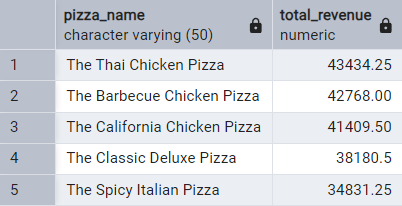 pizza_name total_revenue
character varying (50) numeric
1 The Thai Chicken Pizza 43434.25
2 The Barbecue Chicken Pizza 42768.00
3 The California Chicken Pizza 41409.50
4 The Classic Deluxe Pizza 38180.5
5 The Spicy Italian Pizza 34831.25